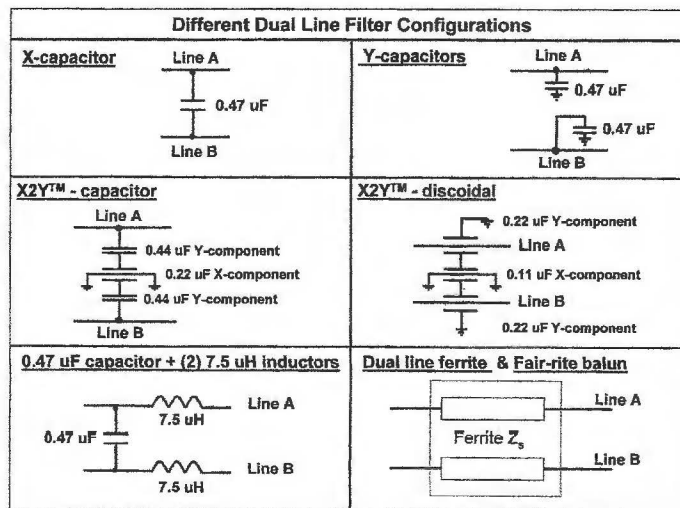 Different Dual Line Filter Configurations
X-capacitor
Line A
0.47 uF
Line B
Y-capacitors
Line A
0.47 uF
0.47 uF
Line B
X2Y™ - capacitor
Line A
0.44 uF Y-component
0.22 uF X-component
0.44 uF Y-component
Line B
X2Y™ - discoidal
0.22 uF Y-component
Line A
0.11 uF X-component
Line B
0.22 uF Y-component
0.47 uF capacitor + (2) 7.5 uH inductors
Line A
7.5 uH
0.47 uF
Line B
7.5 uH
Dual line ferrite & Fair-rite balun
Line A
Ferrite Zs
Line B